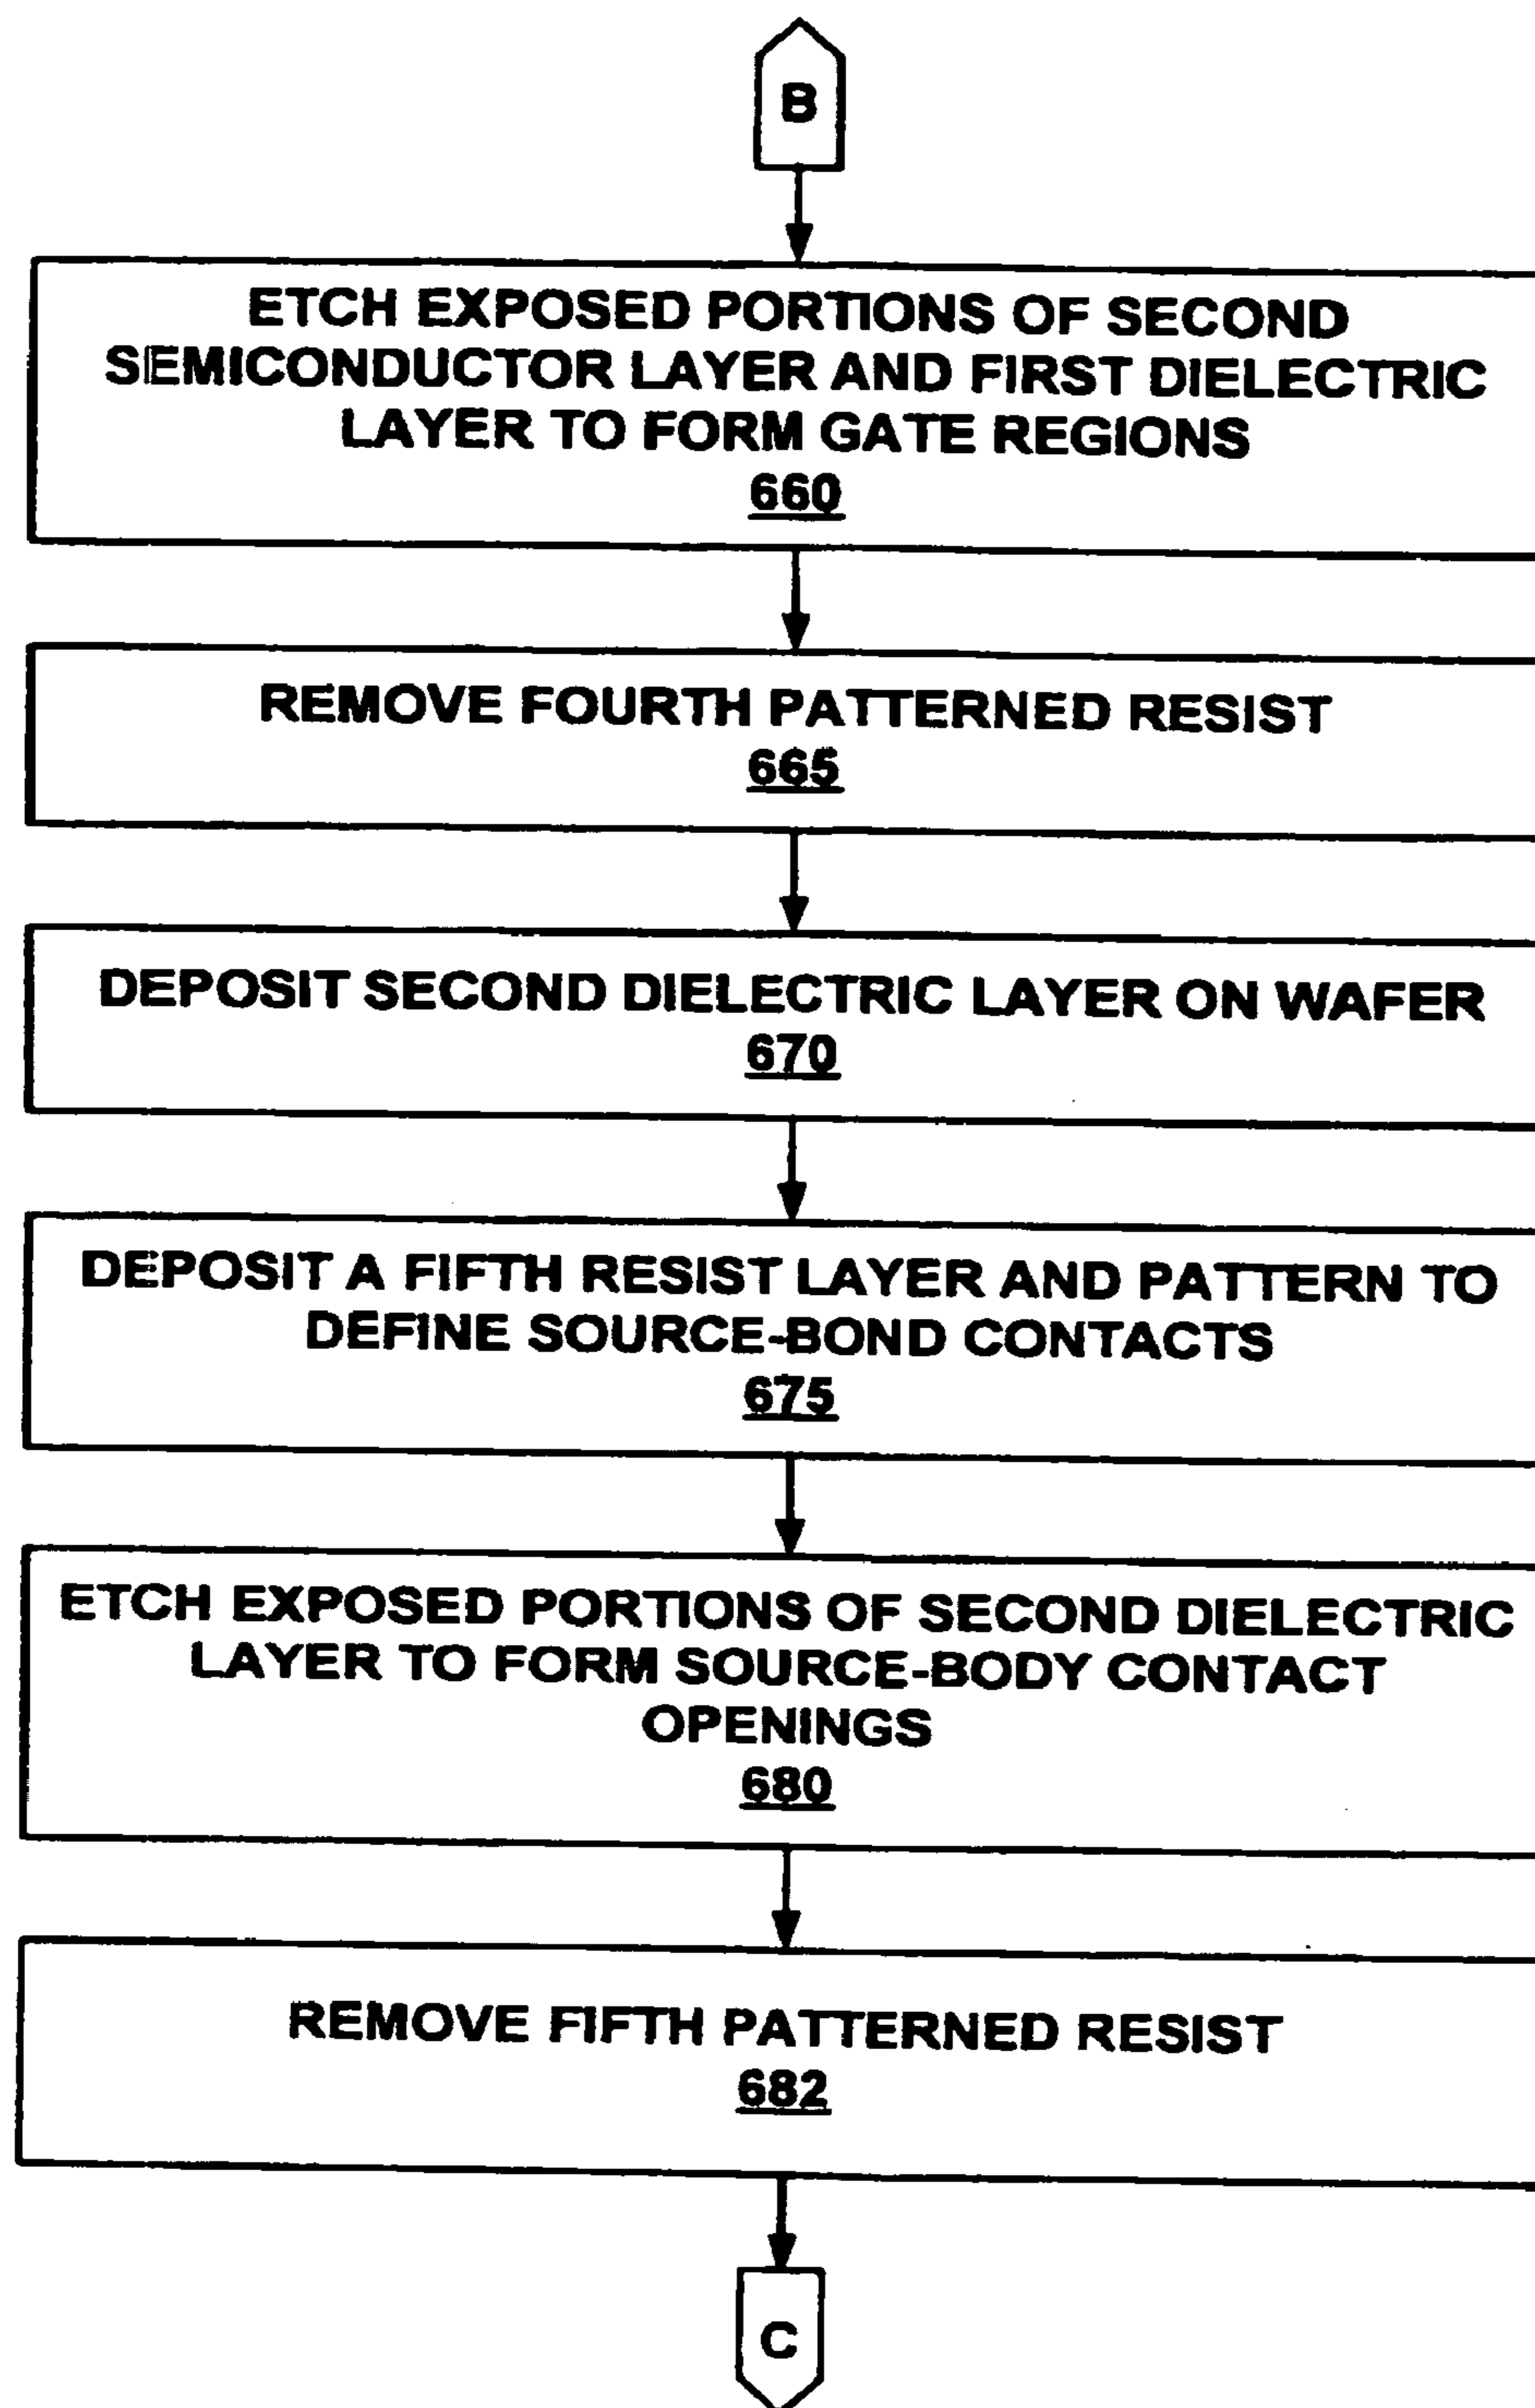 B
ETCH EXPOSED PORTIONS OF SECOND
SEMICONDUCTOR LAYER AND FIRST DIELECTRIC
LAYER TO FORM GATE REGIONS
660
REMOVE FOURTH PATTERNED RESIST
665
DEPOSIT SECOND DIELECTRIC LAYER ON WAFER
670
DEPOSIT A FIFTH RESIST LAYER AND PATTERN TO
DEFINE SOURCE-BOND CONTACTS
675
ETCH EXPOSED PORTIONS OF SECOND DIELECTRIC
LAYER TO FORM SOURCE-BODY CONTACT
OPENINGS
680
REMOVE FIFTH PATTERNED RESIST
682
C